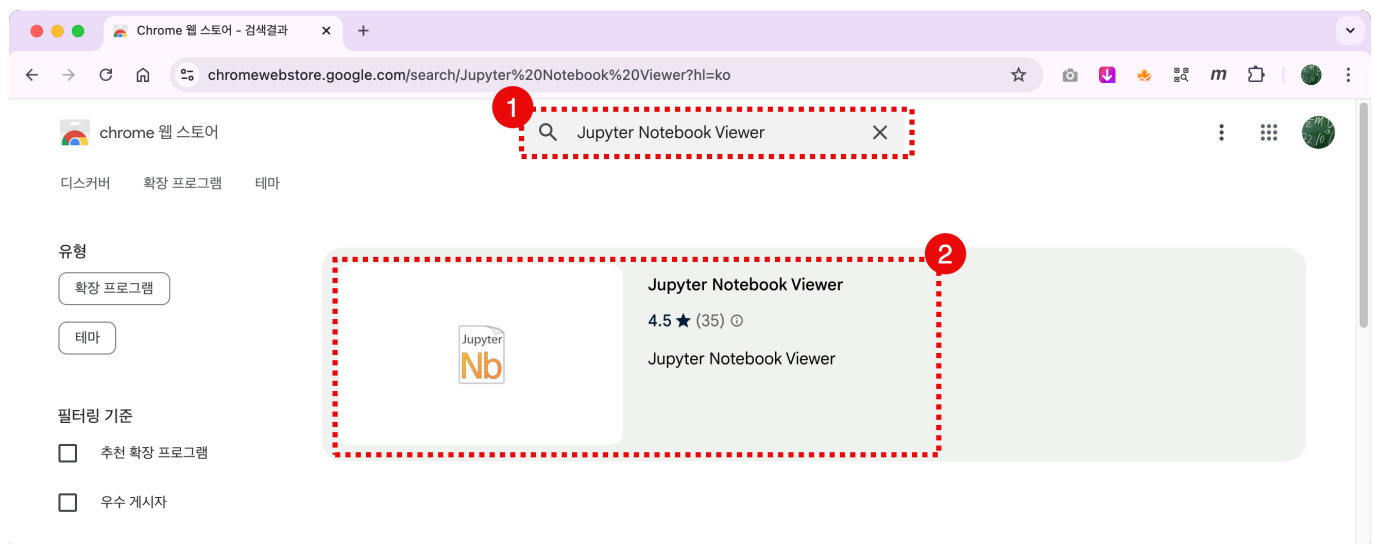 Chrome 웹 스토어 - 검색결과
chromewebstore.google.com/search/Jupyter%20Notebook%20Viewer?hl=ko
m
1
chrome 웹 스토어
Jupyter Notebook Viewer
디스커버 확장 프로그램 테마
유형
확장 프로그램
테마
2
Jupyter
Nb
Jupyter Notebook Viewer
4.5 ★ (35)
Jupyter Notebook Viewer
필터링 기준
추천 확장 프로그램
우수 게시자